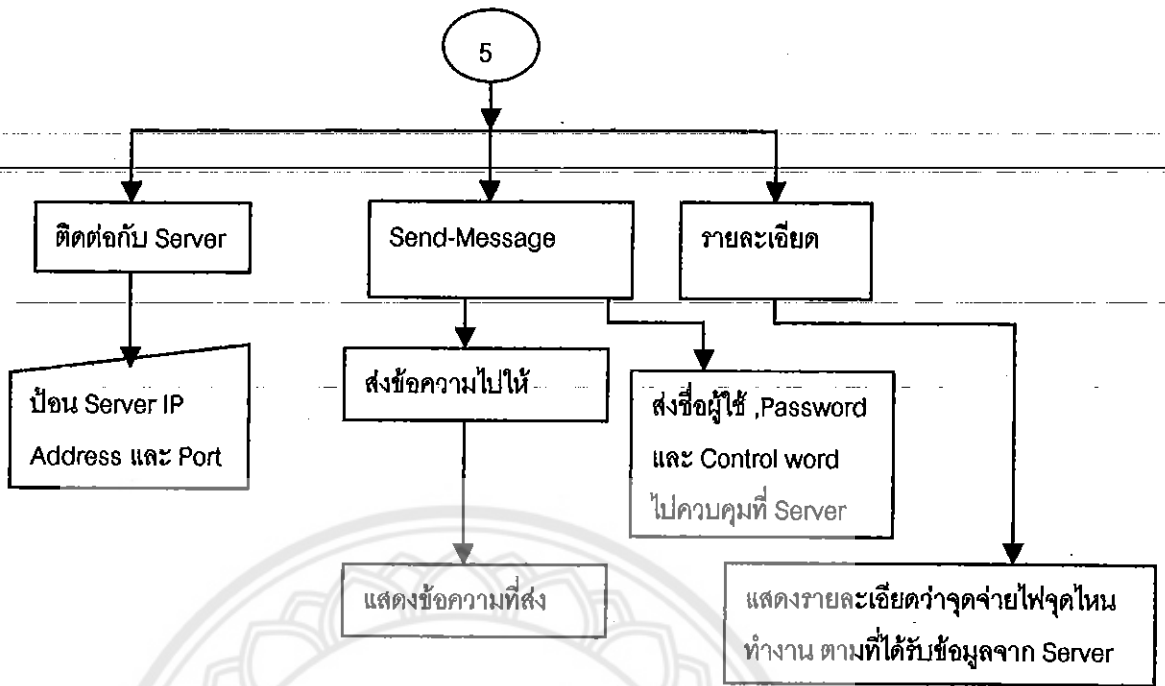 5
ติดต่อกับ Server
Send-Message
รายละเอียด
ป้อน Server IP
Address และ Port
ส่งข้อความไปให้
ส่งชื่อผู้ใช้ ,Password
และ Control word
ไปควบคุมที่ Server
แสดงข้อความที่ส่ง
แสดงรายละเอียดว่าจุดจ่ายไฟจุดไหน
ทำงาน ตามที่ได้รับข้อมูลจาก Server